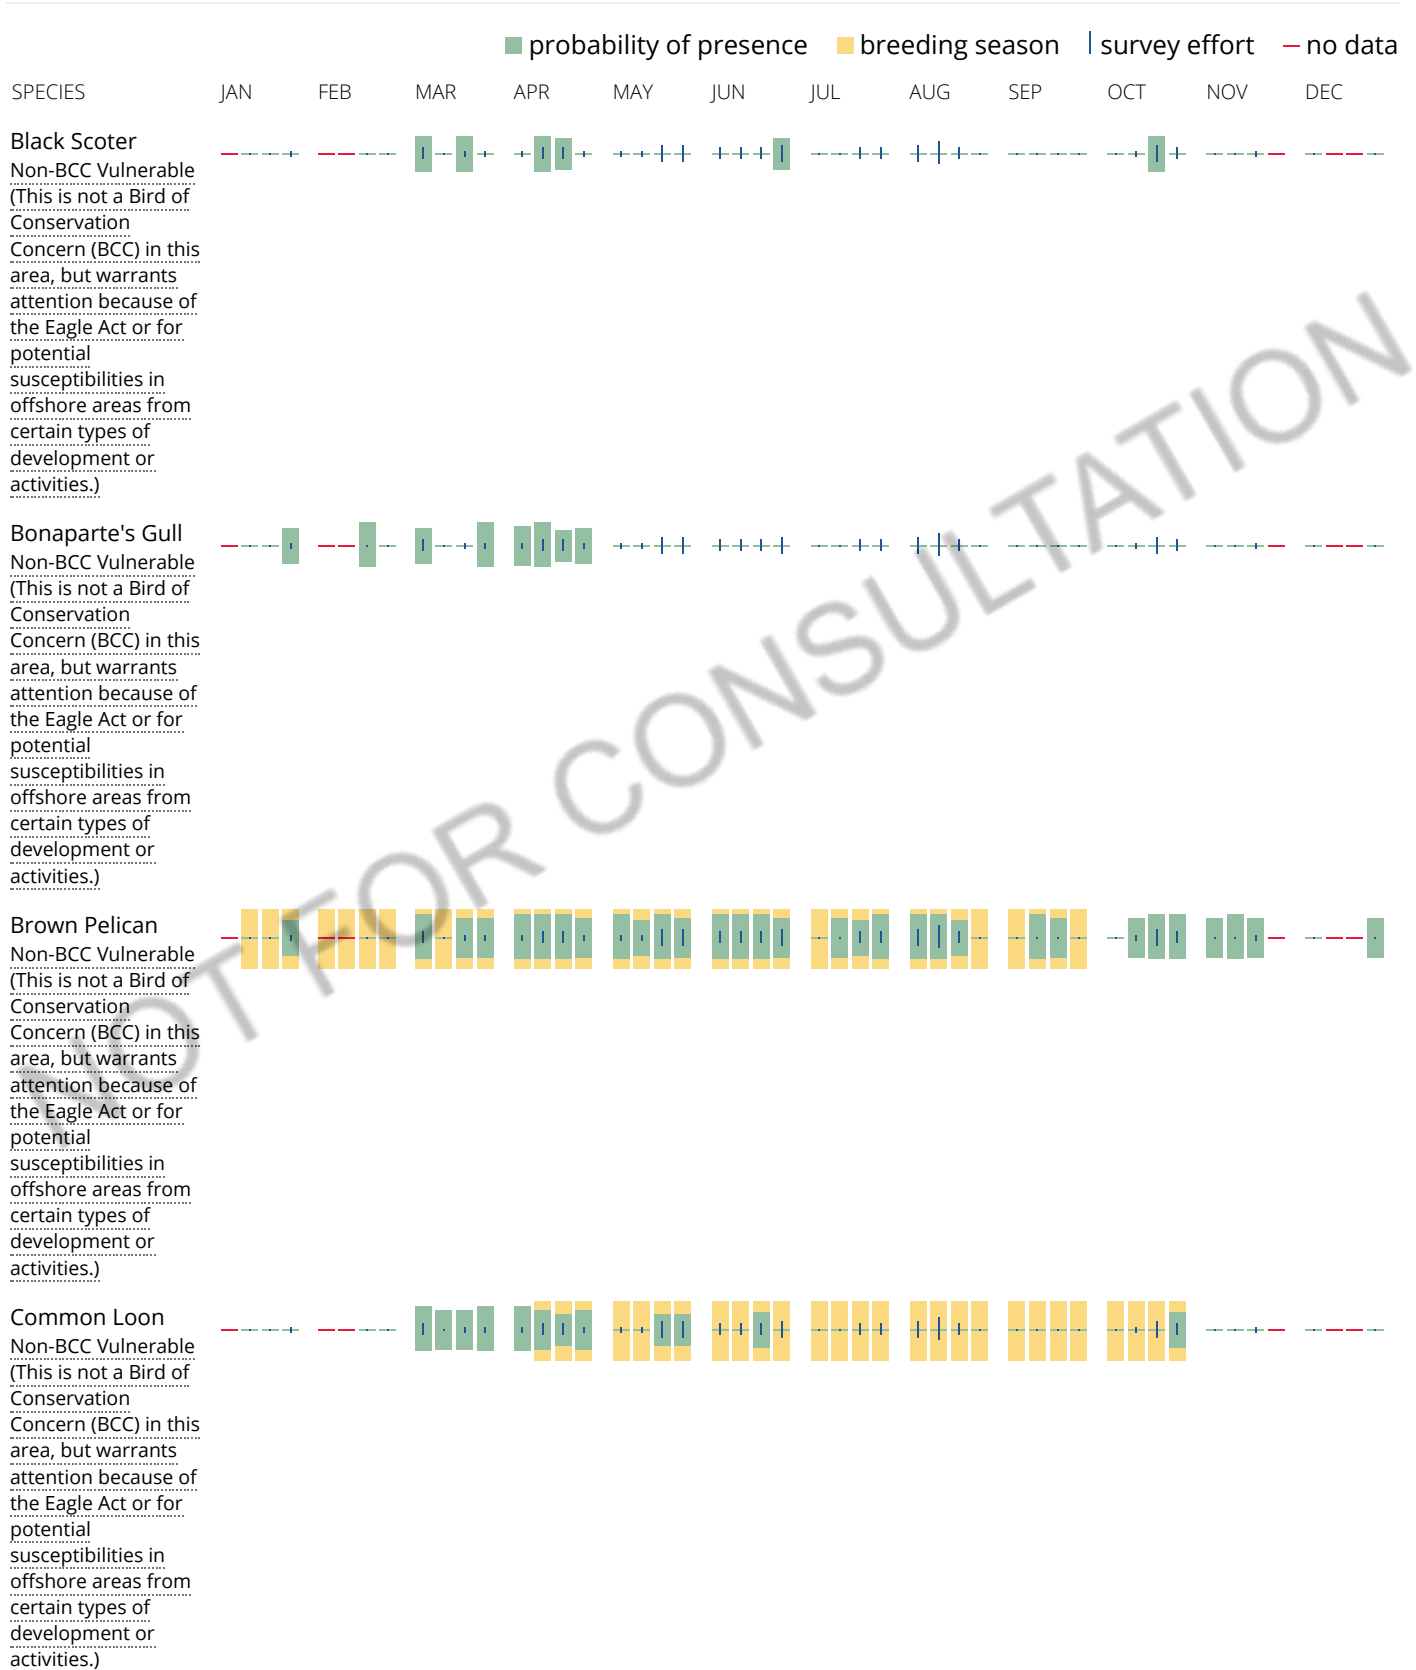 probability of presence breeding season survey effort no data
SPECIES JAN FEB MAR APR MAY JUN JUL AUG SEP OCT NOV DEC
Black Scoter
Non-BCC Vulnerable
(This is not a Bird of
Conservation
Concern (BCC) in this
area, but warrants
attention because of
the Eagle Act or for
potential
susceptibilities in
offshore areas from
certain types of
development or
activities.)
Bonaparte's Gull
Non-BCC Vulnerable
(This is not a Bird of
Conservation
Concern (BCC) in this
area, but warrants
attention because of
the Eagle Act or for
potential
susceptibilities in
offshore areas from
certain types of
development or
activities.)
Brown Pelican
Non-BCC Vulnerable
(This is not a Bird of
Conservation
Concern (BCC) in this
area, but warrants
attention because of
the Eagle Act or for
potential
susceptibilities in
offshore areas from
certain types of
development or
activities.)
Common Loon
Non-BCC Vulnerable
(This is not a Bird of
Conservation
Concern (BCC) in this
area, but warrants
attention because of
the Eagle Act or for
potential
susceptibilities in
offshore areas from
certain types of
development or
activities.)
NOT FOR CONSULTATION